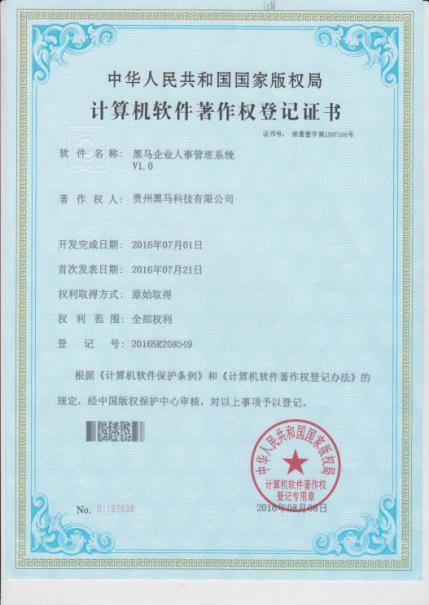 中华人民共和国国家版权局
计算机软件著作权登记证书
证书号： 软著登字第1387166号
软件名称： 黑马企业人事管理系统
V1.0
著作权人： 贵州黑马科技有限公司
开发完成日期： 2016年07月01日
首次发表日期： 2016年07月21日
权利取得方式： 原始取得
权利范围： 全部权利
登记号： 2016SR208549
根据《计算机软件保护条例》和《计算机软件著作权登记办法》的
规定，经中国版权保护中心审核，对以上事项予以登记。
中华人民共和国国家版权局
计算机软件著作权
登记专用章
No. 01187838
2016年08月08日